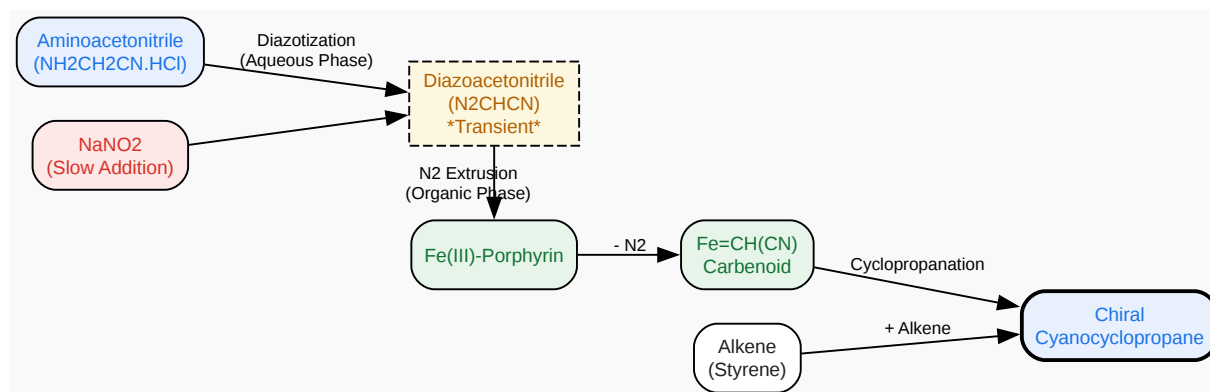 Aminoacetonitrile
(NH2CH2CN.HCl)
Diazotization
(Aqueous Phase)
NaNO2
(Slow Addition)
Diazoacetonitrile
(N2CHCN)
*Transient*
N2 Extrusion
(Organic Phase)
Fe(III)-Porphyrin
- N2
Fe=CH(CN)
Carbenoid
Cyclopropanation
Alkene
(Styrene)
+ Alkene
Chiral
Cyanocyclopropane